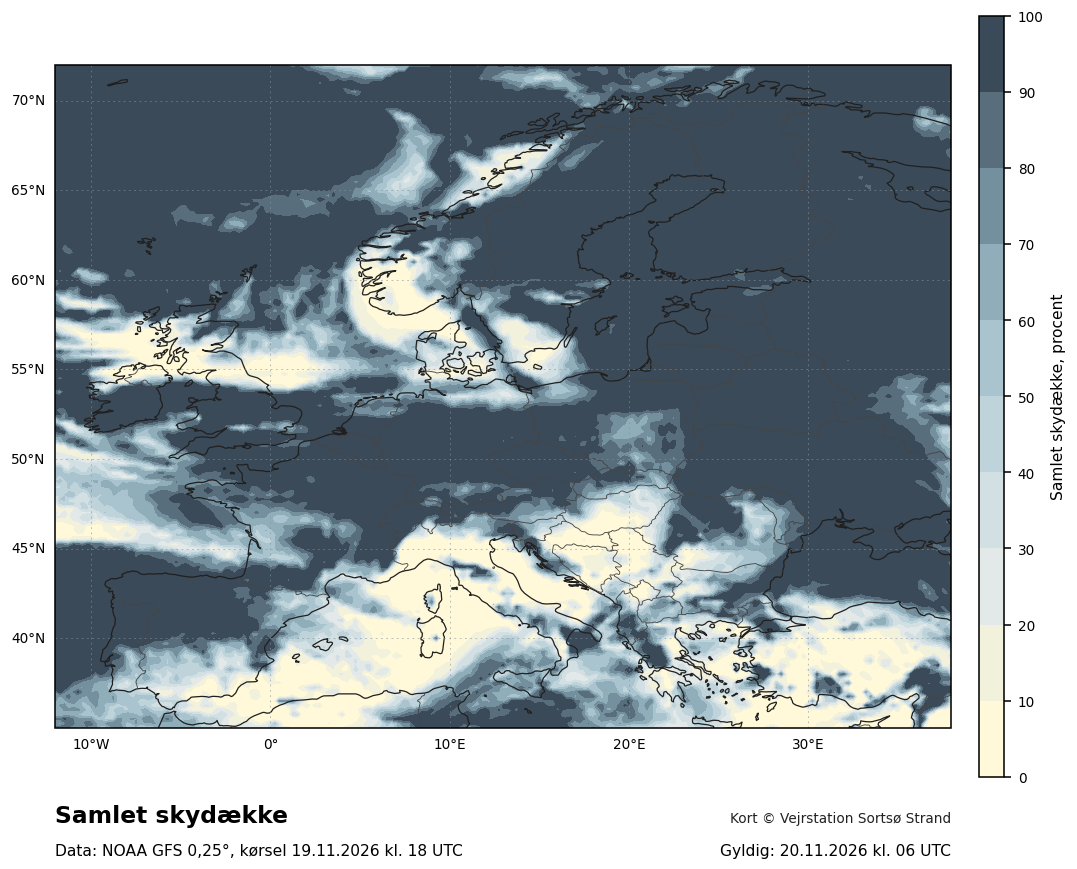 70°N
65°N
60°N
55°N
50°N
45°N
40°N
10°W
0°
10°E
20°E
30°E
100
90
80
70
60
50
40
30
20
10
0
Samlet skydække, procent
Samlet skydække
Kort © Vejrstation Sortsø Strand
Data: NOAA GFS 0,25°, kørsel 19.11.2026 kl. 18 UTC
Gyldig: 20.11.2026 kl. 06 UTC